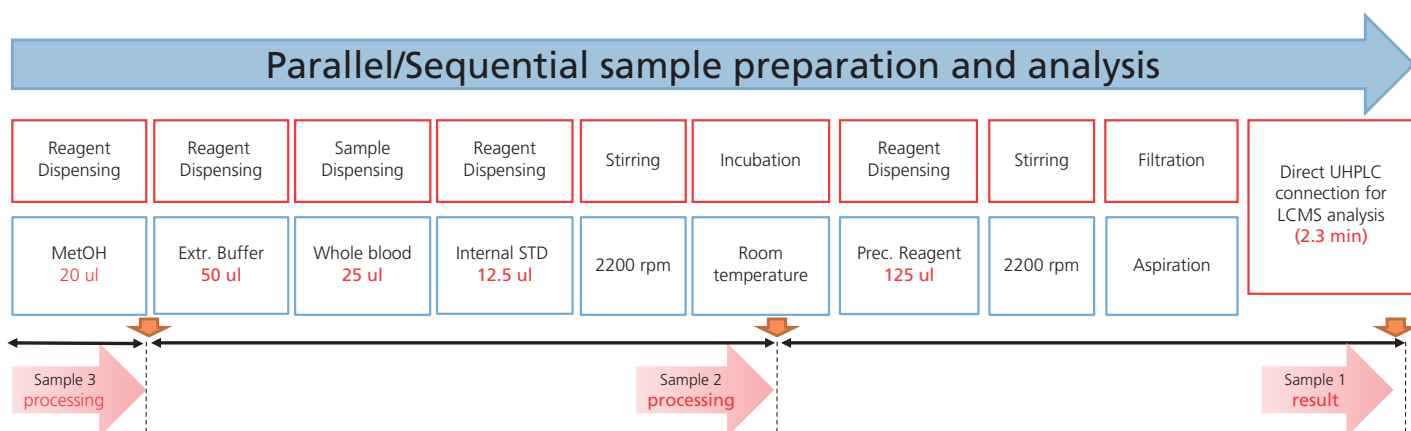 Parallel/Sequential sample preparation and analysis
Reagent
Dispensing
Reagent
Dispensing
Sample
Dispensing
Reagent
Dispensing
Stirring
Incubation
Reagent
Dispensing
Stirring
Filtration
Direct UHPLC
connection for
LCMS analysis
(2.3 min)
MetOH
20 ul
Extr. Buffer
50 ul
Whole blood
25 ul
Internal STD
12.5 ul
2200 rpm
Room
temperature
Prec. Reagent
125 ul
2200 rpm
Aspiration
Sample 3
processing
Sample 2
processing
Sample 1
result